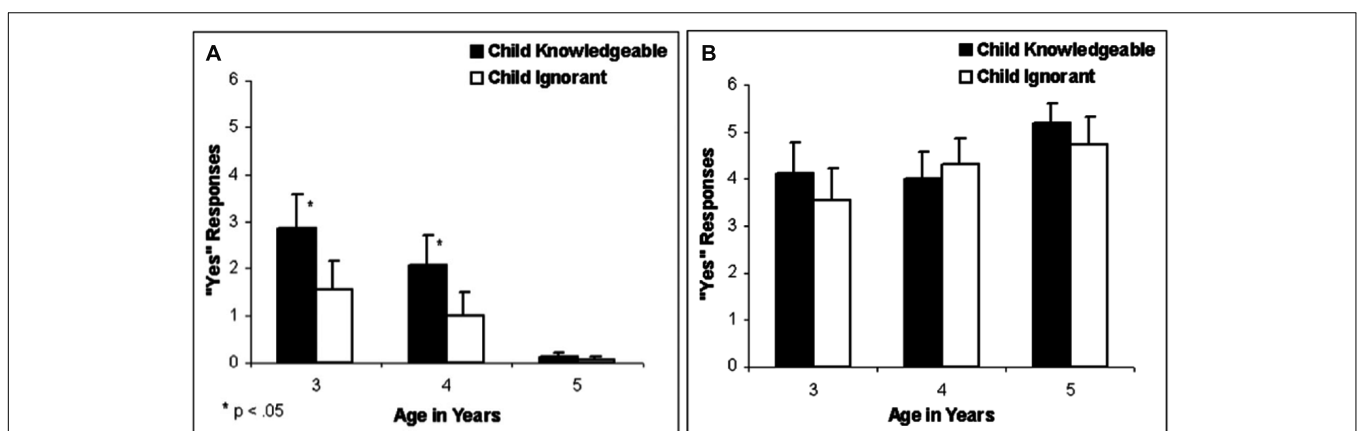 A
Child Knowledgeable
Child Ignorant
6
5
4
3
2
1
0
"Yes" Responses
*
*
3 4 5
* p < .05
Age in Years
B
Child Knowledgeable
Child Ignorant
6
5
4
3
2
1
0
"Yes" Responses
3 4 5
Age in Years